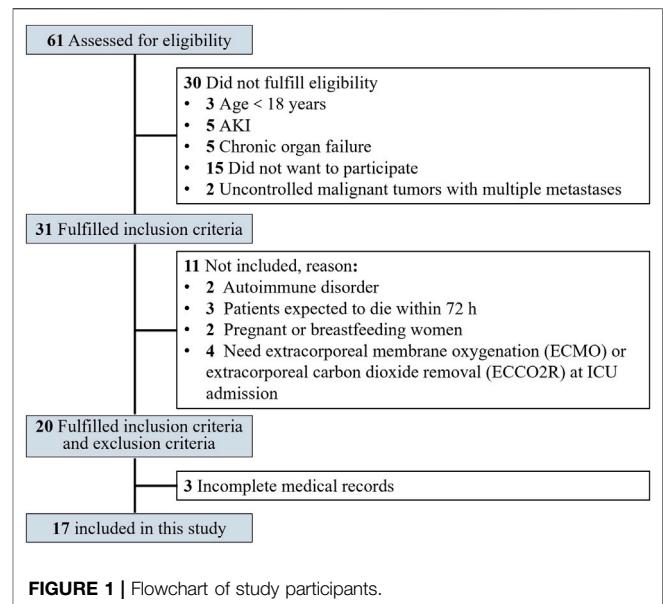 61 Assessed for eligibility
30 Did not fulfill eligibility
• 3 Age < 18 years
• 5 AKI
• 5 Chronic organ failure
• 15 Did not want to participate
• 2 Uncontrolled malignant tumors with multiple metastases
31 Fulfilled inclusion criteria
11 Not included, reason:
• 2 Autoimmune disorder
• 3 Patients expected to die within 72 h
• 2 Pregnant or breastfeeding women
• 4 Need extracorporeal membrane oxygenation (ECMO) or
extracorporeal carbon dioxide removal (ECCO2R) at ICU
admission
20 Fulfilled inclusion criteria
and exclusion criteria
3 Incomplete medical records
17 included in this study
FIGURE 1 | Flowchart of study participants.